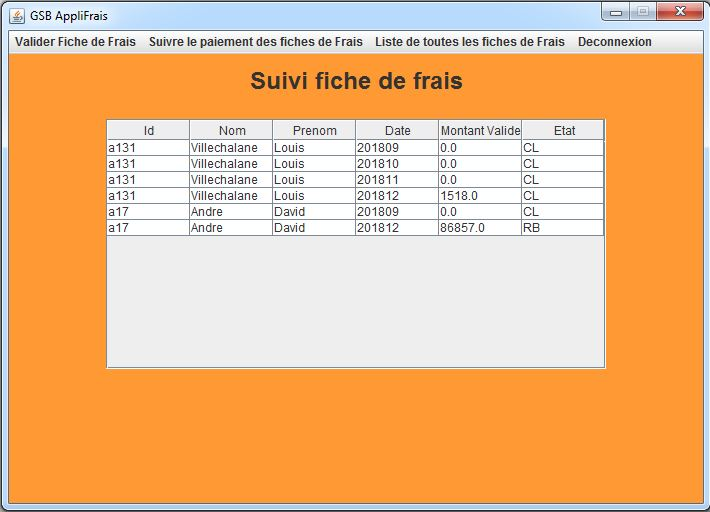 GSB AppliFrais
Valider Fiche de Frais Suivre le paiement des fiches de Frais Liste de toutes les fiches de Frais Deconnexion
Suivi fiche de frais
Id Nom Prenom Date Montant Valide Etat
a131 Villechalane Louis 201809 0.0 CL
a131 Villechalane Louis 201810 0.0 CL
a131 Villechalane Louis 201811 0.0 CL
a131 Villechalane Louis 201812 1518.0 CL
a17 Andre David 201809 0.0 CL
a17 Andre David 201812 86857.0 RB